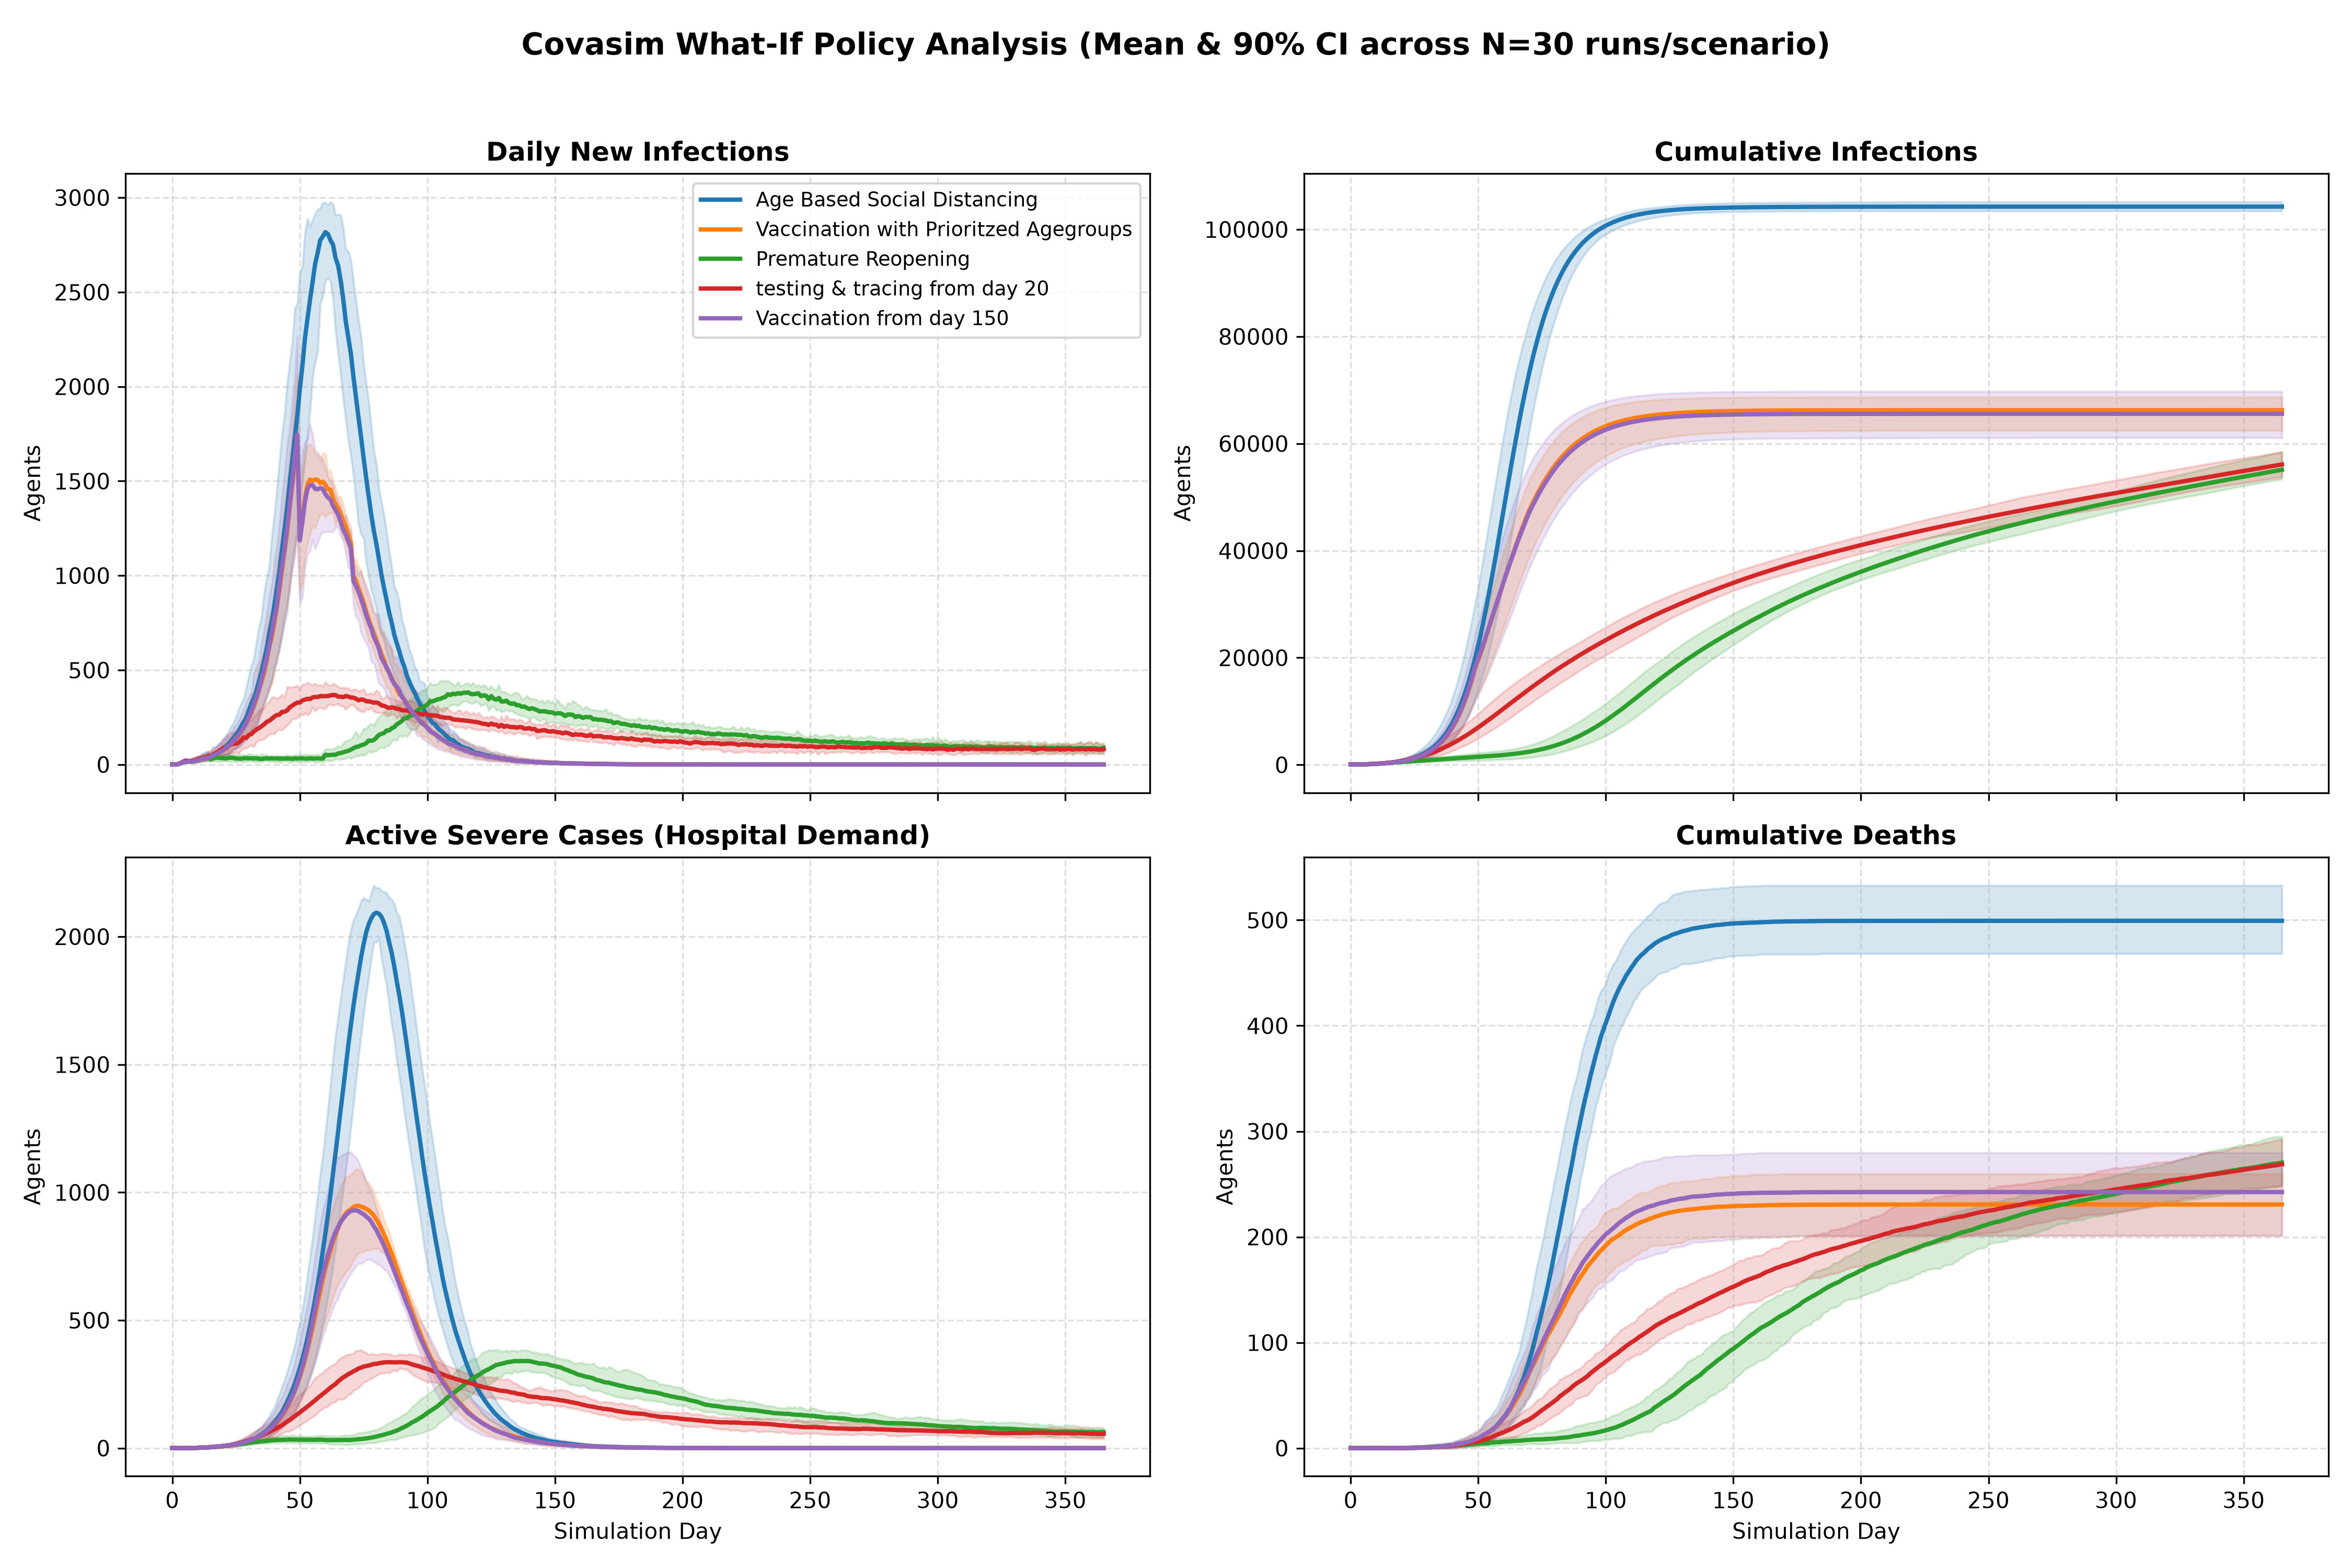 Covasim What-If Policy Analysis (Mean & 90% CI across N=30 runs/scenario)
Daily New Infections
Agents
3000
2500
2000
1500
1000
500
0
Age Based Social Distancing
Vaccination with Prioritzed Agegroups
Premature Reopening
testing & tracing from day 20
Vaccination from day 150
Cumulative Infections
Agents
100000
80000
60000
40000
20000
0
Active Severe Cases (Hospital Demand)
Agents
2000
1500
1000
500
0
0 50 100 150 200 250 300 350
Simulation Day
Cumulative Deaths
Agents
500
400
300
200
100
0
0 50 100 150 200 250 300 350
Simulation Day